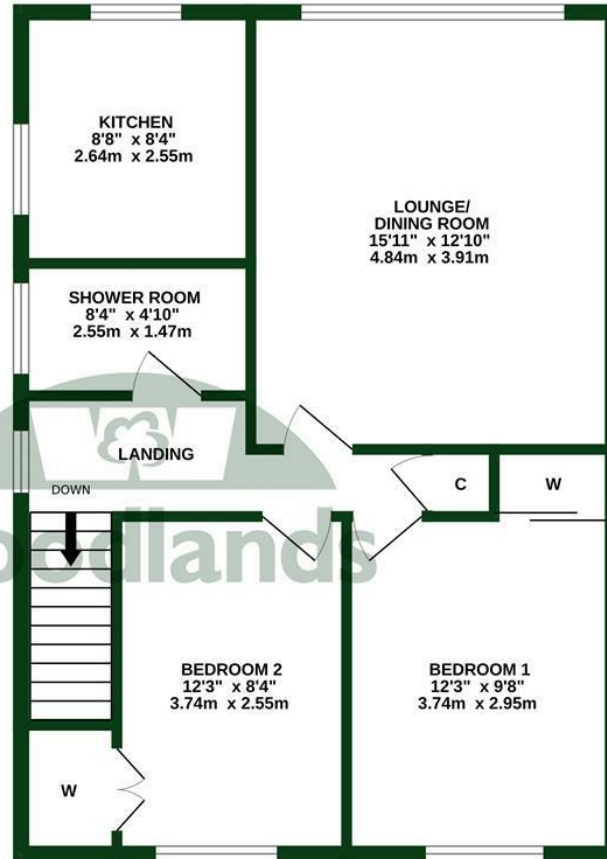 KITCHEN
8'8" x 8'4"
2.64m x 2.55m
LOUNGE/
DINING ROOM
15'11" x 12'10"
4.84m x 3.91m
SHOWER ROOM
8'4" x 4'10"
2.55m x 1.47m
LANDING
DOWN
C
W
oodlands
BEDROOM 2
12'3" x 8'4"
3.74m x 2.55m
BEDROOM 1
12'3" x 9'8"
3.74m x 2.95m
W